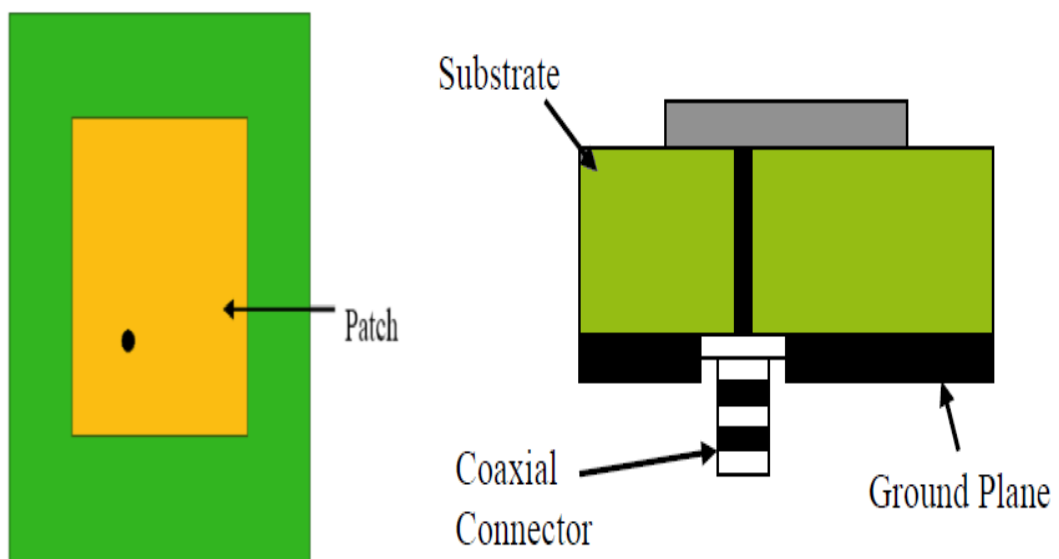 Substrate
Patch
Coaxial
Connector
Ground Plane